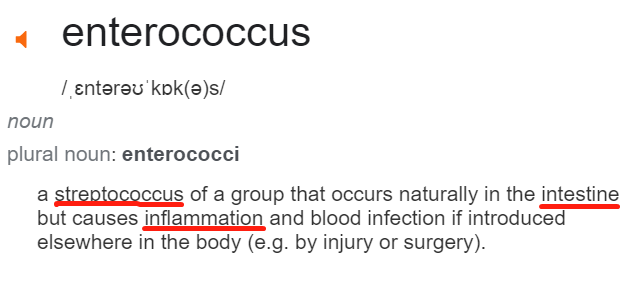 enterococcus
/ˌɛntərəʊˈkɒk(ə)s/
noun
plural noun: enterococci
a streptococcus of a group that occurs naturally in the intestine
but causes inflammation and blood infection if introduced
elsewhere in the body (e.g. by injury or surgery).